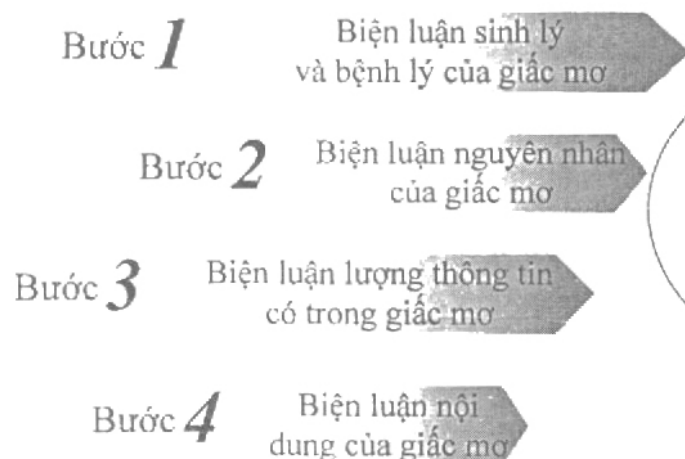 Bước 1
Biện luận sinh lý
và bệnh lý của giấc mơ
Bước 2
Biện luận nguyên nhân
của giấc mơ
Bước 3
Biện luận lượng thông tin
có trong giấc mơ
Bước 4
Biện luận nội
dung của giấc mơ